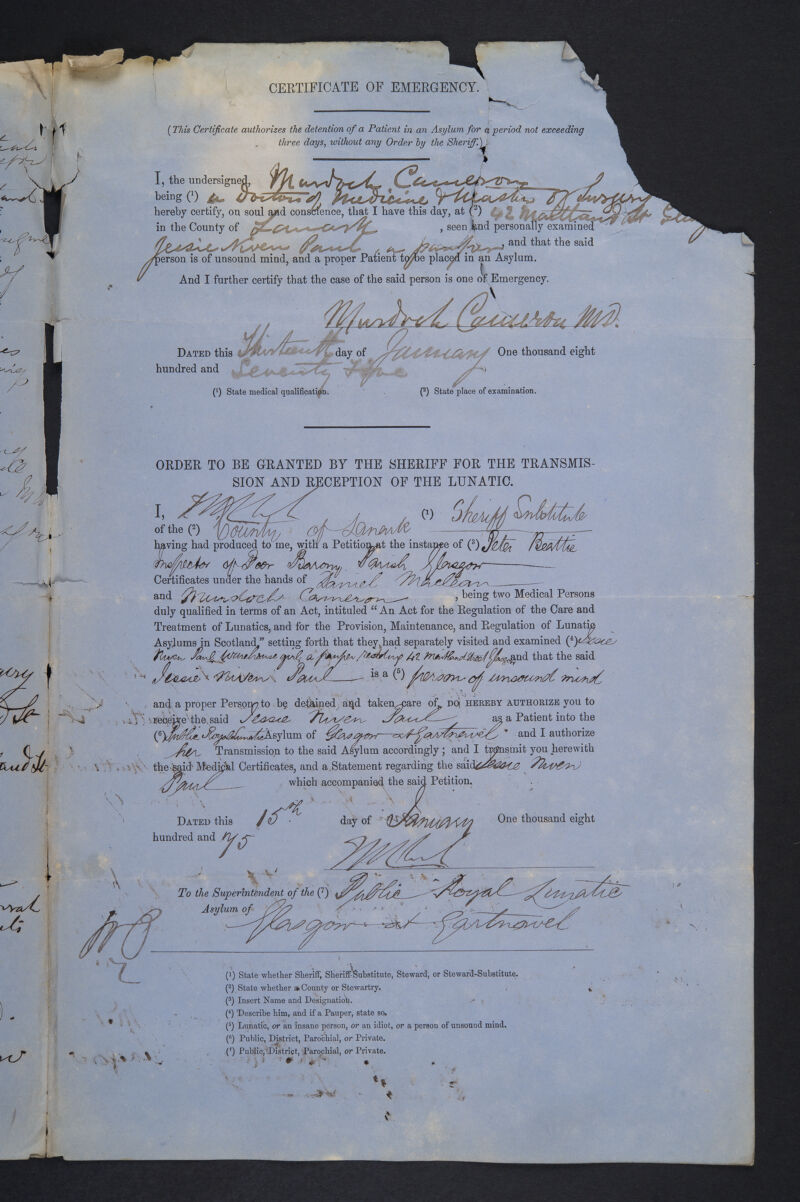 CERTIFICATE OF EMERGENCY.
(This Certificate authorizes the detention of a Patient in an Asylum for a period not exceeding
three days, without any Order by the Sheriff.)
I, the undersigned, Murdoch Cameron
being (1) a Doctor of Medicine & Master of Surgery
hereby certify, on soul and conscience, that I have this day, at (2) 42 Maitland St
in the County of Lanark, seen and personally examined
Jessie Niven Paul, a pauper and that the said
person is of unsound mind, and a proper Patient to be placed in an Asylum.
And I further certify that the case of the said person is one of Emergency.
Murdoch Cameron MD.
DATED this Thirteenth day of January One thousand eight
hundred and Seventy Five
(1) State medical qualification. (2) State place of examination.
ORDER TO BE GRANTED BY THE SHERIFF FOR THE TRANSMIS-
SION AND RECEPTION OF THE LUNATIC.
I, (1) Sheriff Substitute
of the (2) County of Lanark
having had produced to me, with a Petition at the instance of (3) Peter Beattie
Inspector of Poor Barony Parish Glasgow
Certificates under the hands of Daniel Maclean
and Murdoch Cameron, being two Medical Persons
duly qualified in terms of an Act, intituled "An Act for the Regulation of the Care and
Treatment of Lunatics, and for the Provision, Maintenance, and Regulation of Lunatic
Asylums in Scotland," setting forth that they had separately visited and examined (4) Jessie
Niven Paul warehouse girl, a pauper, residing 42 Maitland Street and that the said
Jessie Niven Paul is a (5) person of unsound mind
and a proper Person to be detained and taken care of, DO HEREBY AUTHORIZE you to
receive the said Jessie Niven Paul as a Patient into the
(6) Public Royal Lunatic Asylum of Glasgow at Gartnavel and I authorize
her Transmission to the said Asylum accordingly; and I transmit you herewith
the said Medical Certificates, and a Statement regarding the said Jessie Niven
Paul which accompanied the said Petition.
DATED this 15th day of January One thousand eight
hundred and 75
To the Superintendent of the (7) Public Royal Lunatic
Asylum of Glasgow at Gartnavel
(1) State whether Sheriff, Sheriff-Substitute, Steward, or Steward-Substitute.
(2) State whether a County or Stewartry.
(3) Insert Name and Designation.
(4) Describe him, and if a Pauper, state so.
(5) Lunatic, or an insane person, or an idiot, or a person of unsound mind.
(6) Public, District, Parochial, or Private.
(7) Public, District, Parochial, or Private.